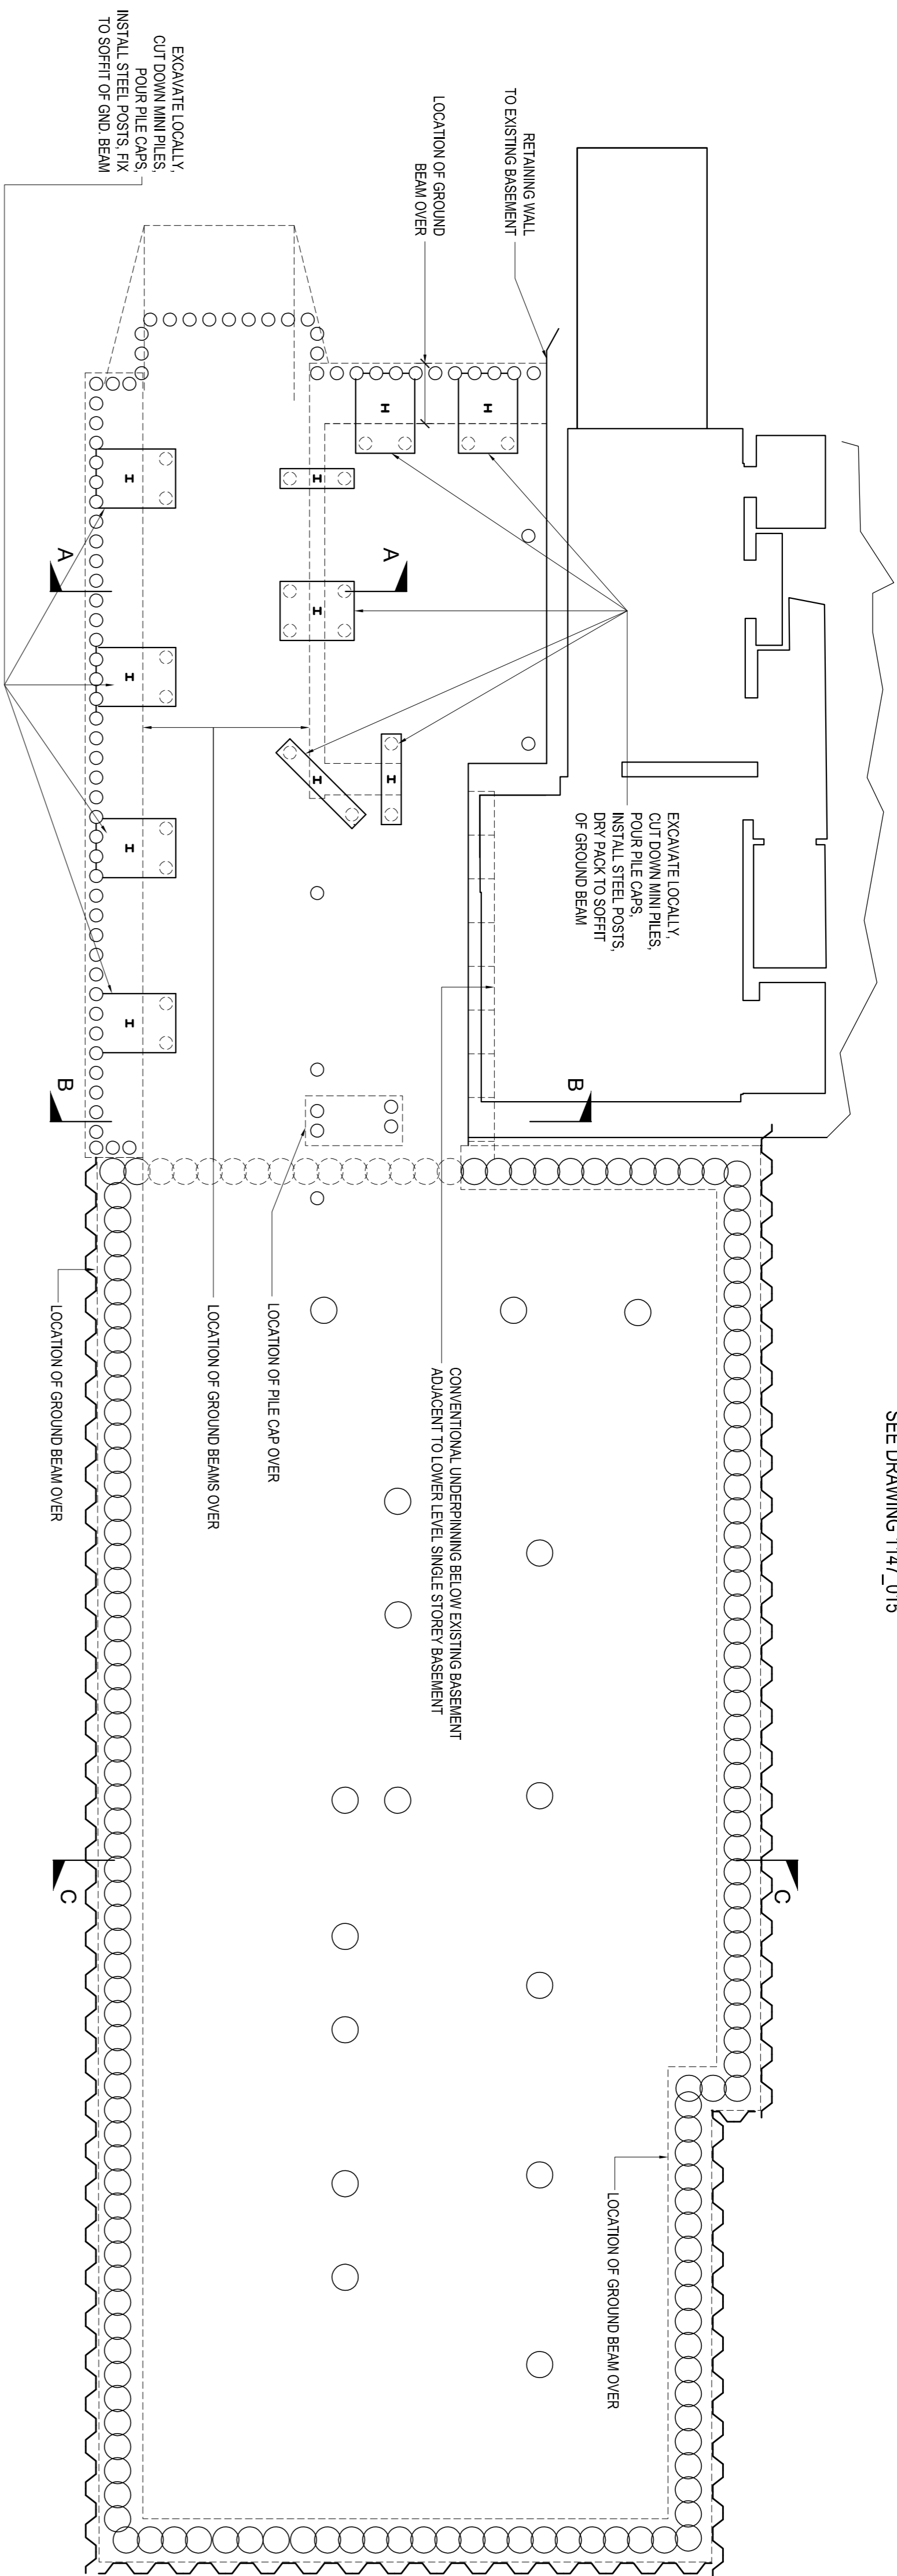 SEE DRAWING 1147_015
RETAINING WALL
TO EXISTING BASEMENT
LOCATION OF GROUND
BEAM OVER
EXCAVATE LOCALLY,
CUT DOWN MINI PILES,
POUR PILE CAPS,
INSTALL STEEL POSTS, FIX
TO SOFFIT OF GND. BEAM
EXCAVATE LOCALLY,
CUT DOWN MINI PILES,
POUR PILE CAPS,
INSTALL STEEL POSTS,
DRY PACK TO SOFFIT
OF GROUND BEAM
A
A
B
B
CONVENTIONAL UNDERPINNING BELOW EXISTING BASEMENT
ADJACENT TO LOWER LEVEL SINGLE STOREY BASEMENT
LOCATION OF PILE CAP OVER
LOCATION OF GROUND BEAMS OVER
LOCATION OF GROUND BEAM OVER
C
C
LOCATION OF GROUND BEAM OVER